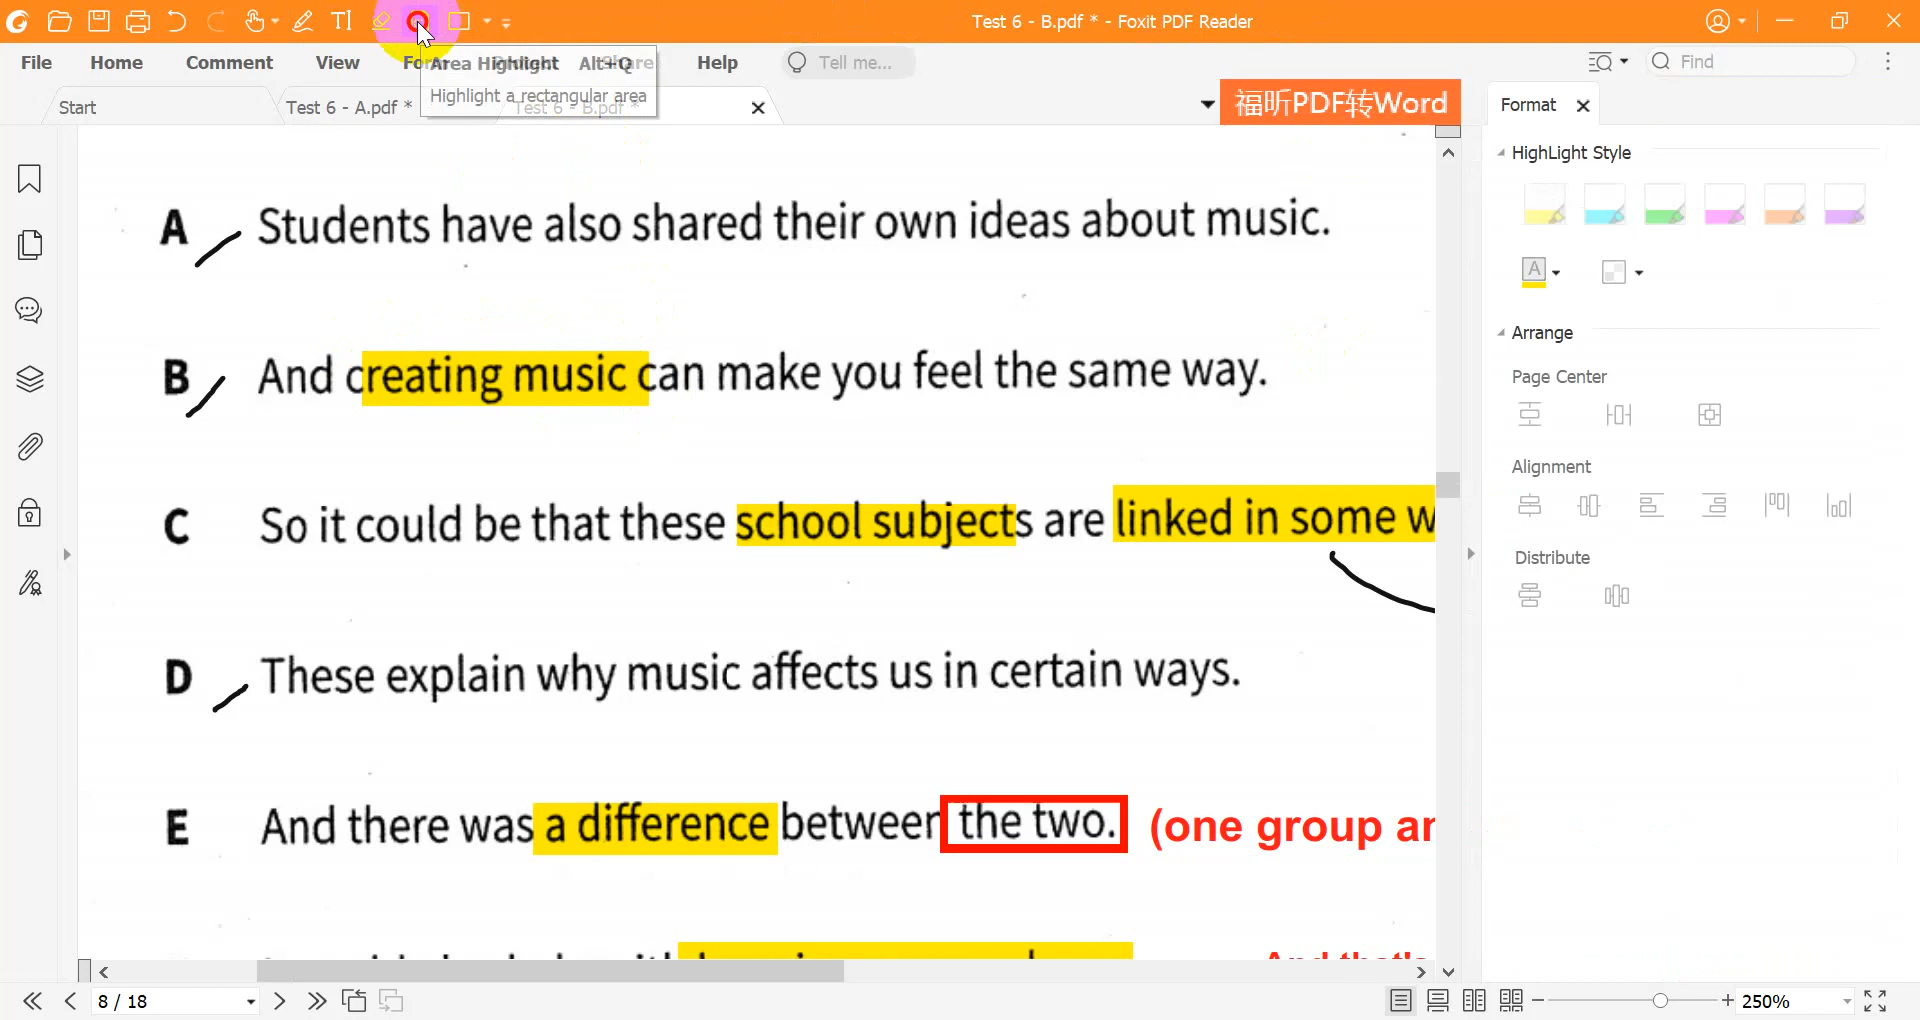 Test 6 - B.pdf * - Foxit PDF Reader
File Home Comment View Help Tell me... Find
Area Highlight Alt+Q
Highlight a rectangular area
Start Test 6 - A.pdf * Test 6 - B.pdf *
福昕PDF转Word
Format
HighLight Style
A Students have also shared their own ideas about music.
B And creating music can make you feel the same way.
C So it could be that these school subjects are linked in some w
D These explain why music affects us in certain ways.
E And there was a difference between the two. (one group ar
Arrange
Page Center
Alignment
Distribute
8 / 18
250%